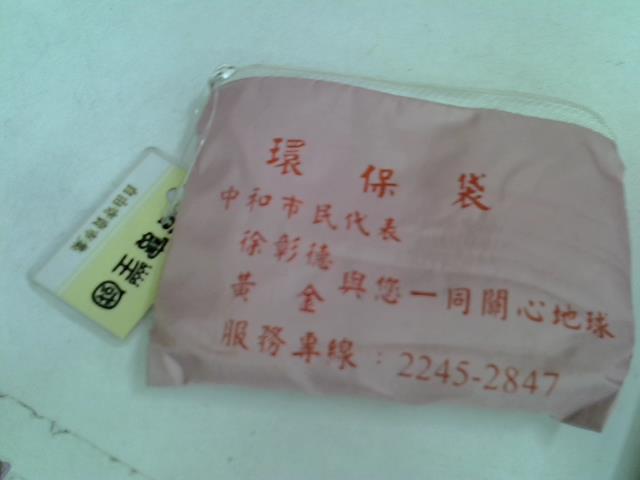 環保袋
中和市民代表
徐彰德
黃金
與您一同關心地球
服務專線：2245-2847